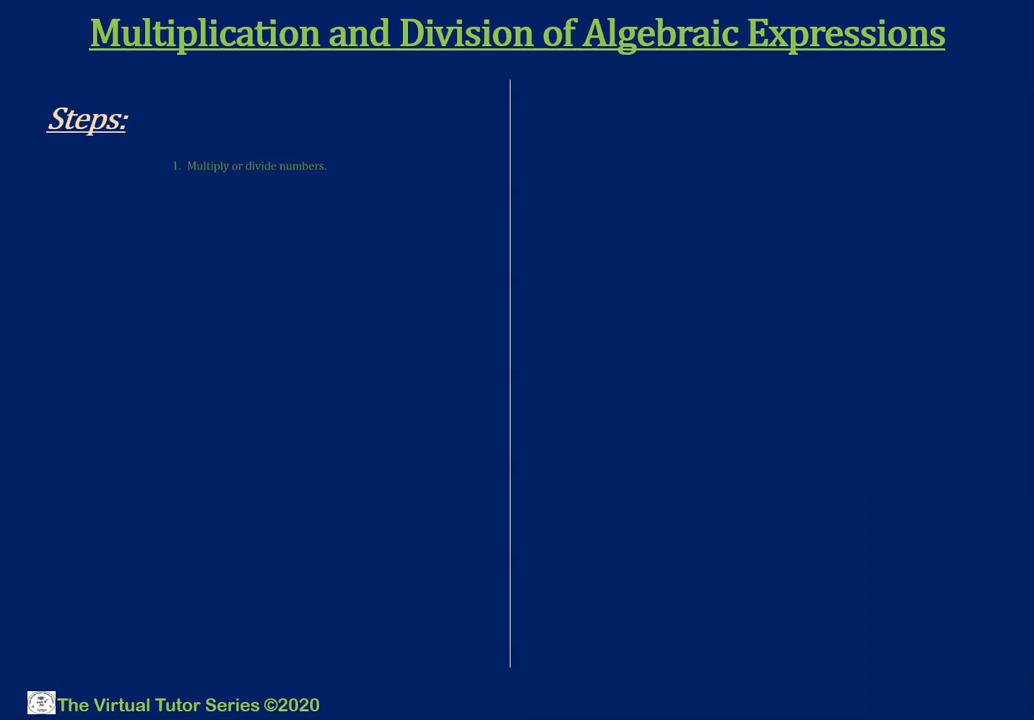 Multiplication and Division of Algebraic Expressions
Steps:
1. Multiply or divide numbers.
The Virtual Tutor Series ©2020